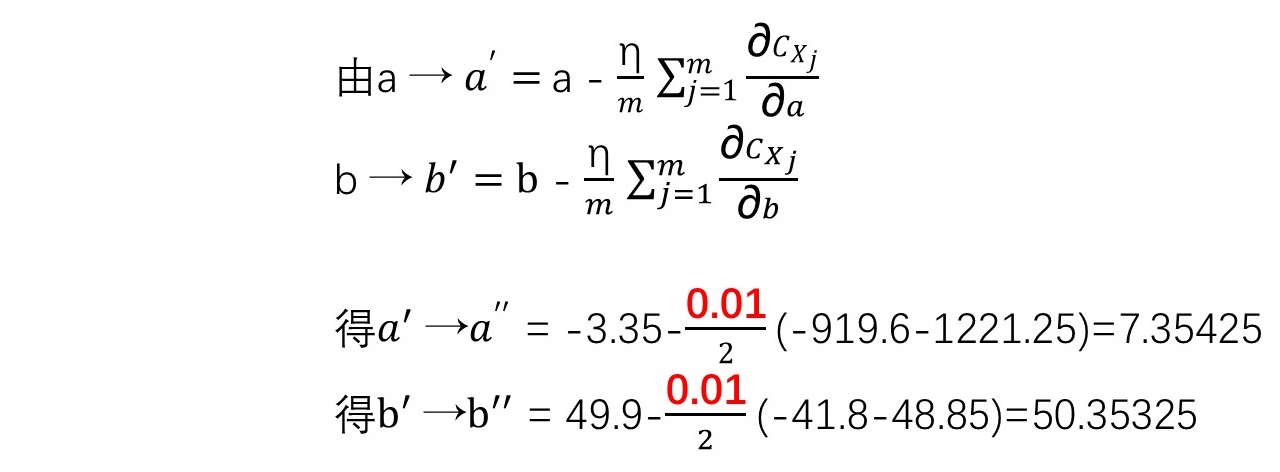 由a → a′ = a - η/m ∑_{j=1}^{m} ∂C_{X_j}/∂a
b → b′ = b - η/m ∑_{j=1}^{m} ∂C_{X_j}/∂b
得a′ →a′′ = -3.35-0.01/2 (-919.6-1221.25)=7.35425
得b′ →b′′ = 49.9-0.01/2 (-41.8-48.85)=50.35325